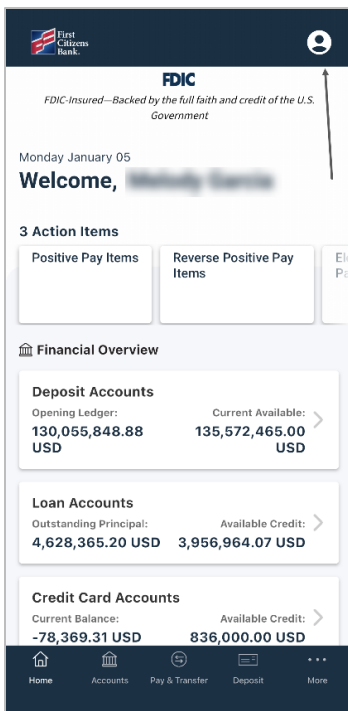 First
Citizens
Bank.
FDIC
FDIC-Insured—Backed by the full faith and credit of the U.S.
Government
Monday January 05
Welcome,
3 Action Items
Positive Pay Items
Reverse Positive Pay
Items
El
Pa
Financial Overview
Deposit Accounts
Opening Ledger:
130,055,848.88
USD
Current Available:
135,572,465.00
USD
Loan Accounts
Outstanding Principal:
4,628,365.20 USD
Available Credit:
3,956,964.07 USD
Credit Card Accounts
Current Balance:
-78,369.31 USD
Available Credit:
836,000.00 USD
Home
Accounts
Pay & Transfer
Deposit
More